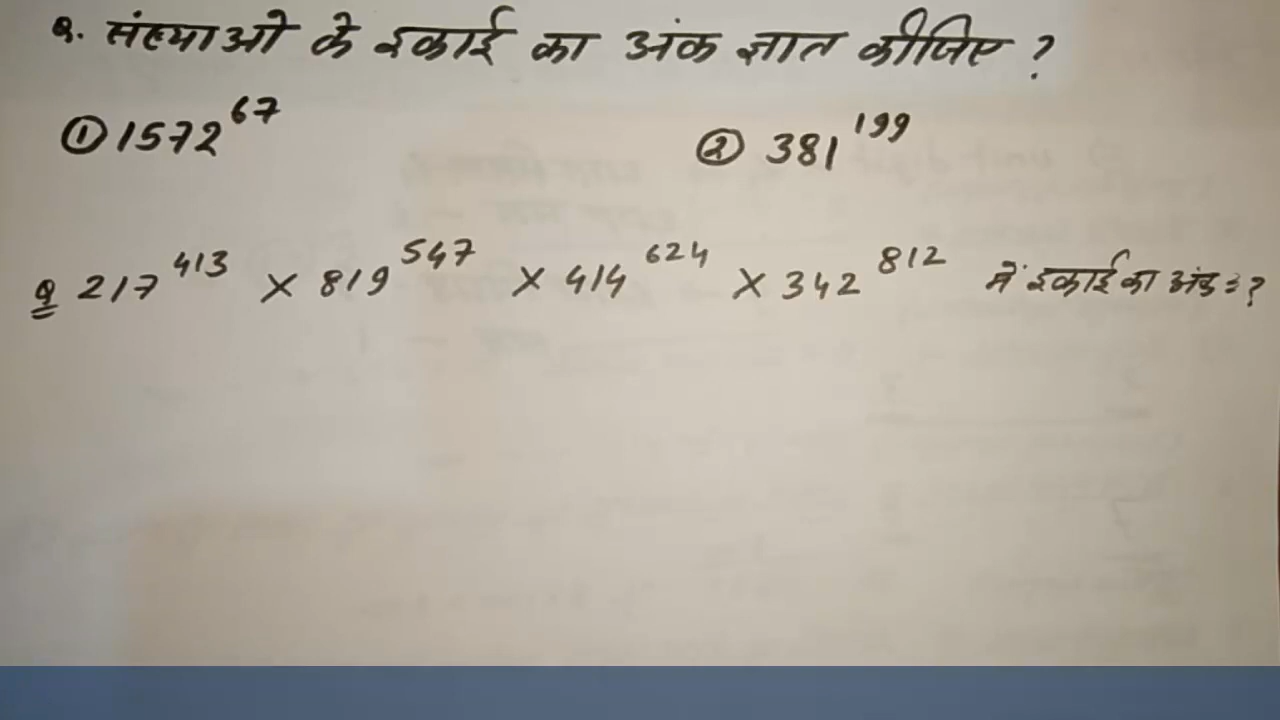 Q. संख्याओ के इकाई का अंक ज्ञात कीजिए ?
① 1572^67 ② 381^199
Q 217^413 × 819^547 × 414^624 × 342^812 में इकाई का अंक = ?